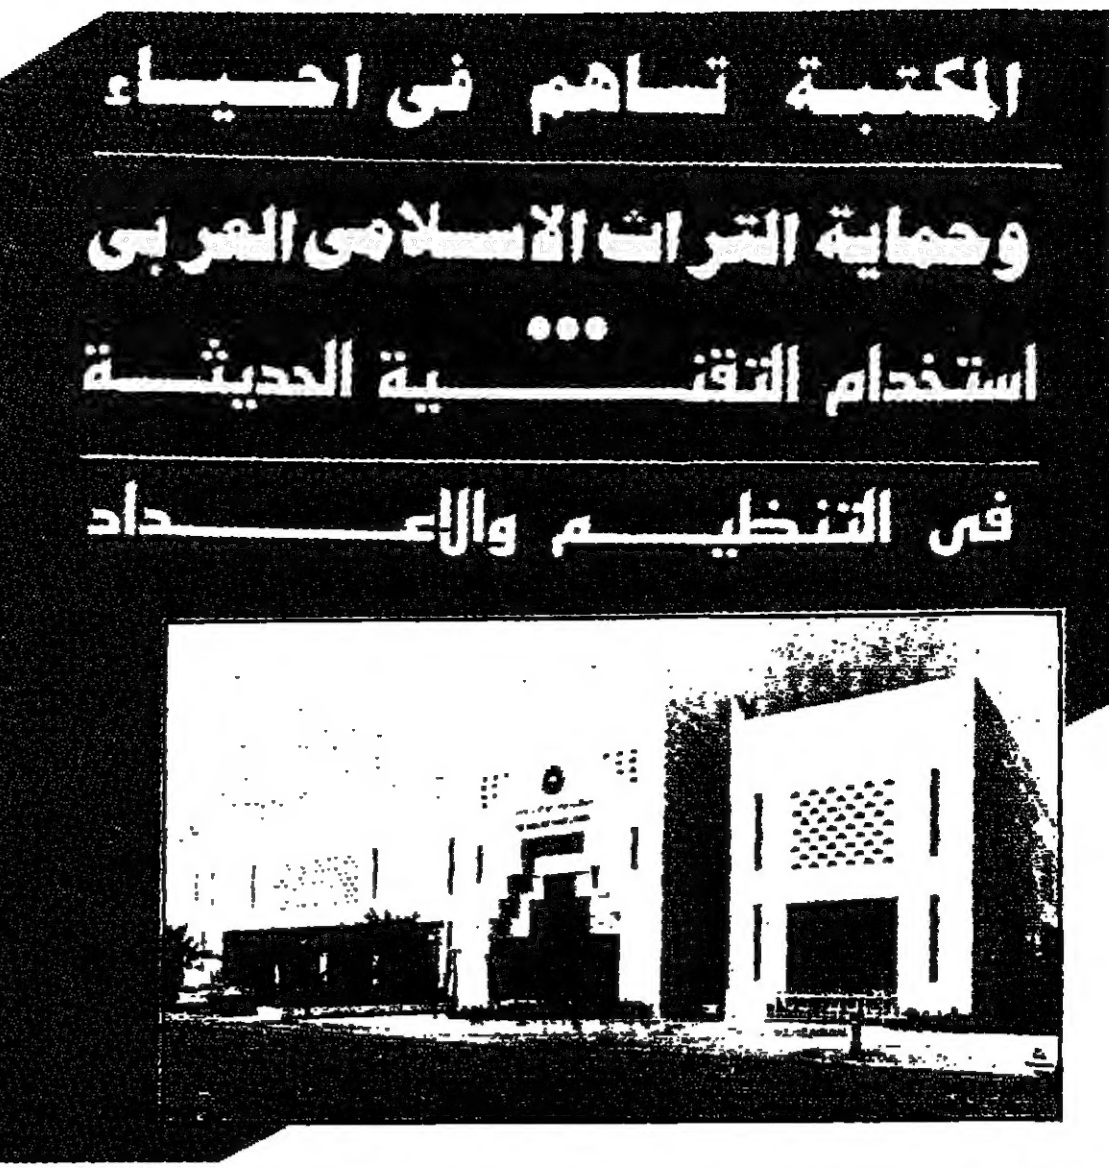 المكتبة تساهم فى احياء
وحماية التراث الاسلامى العربى
استخدام التقنية الحديثة
فى التنظيم والاعداد